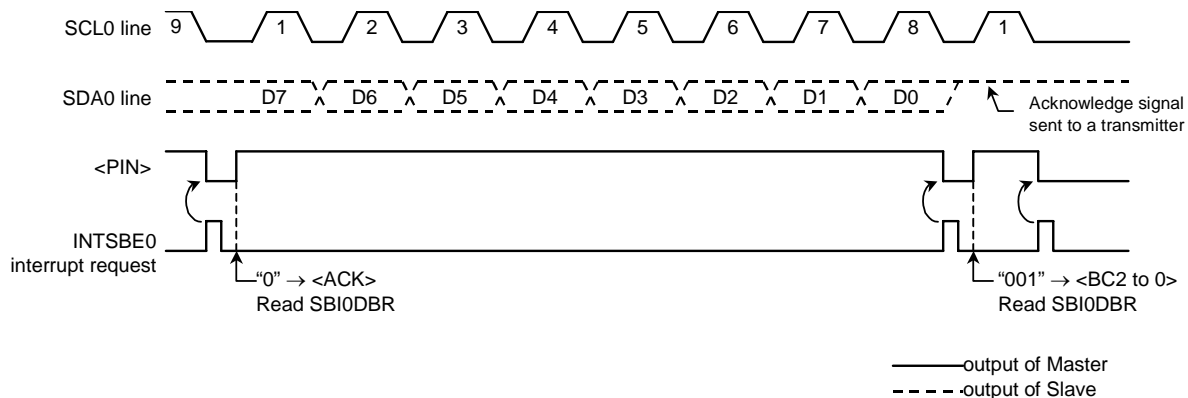 SCL0 line 9 1 2 3 4 5 6 7 8 1
SDA0 line D7 D6 D5 D4 D3 D2 D1 D0
Acknowledge signal
sent to a transmitter
<PIN>
INTSBE0
interrupt request
“0” → <ACK>
Read SBI0DBR
“001” → <BC2 to 0>
Read SBI0DBR
output of Master
output of Slave